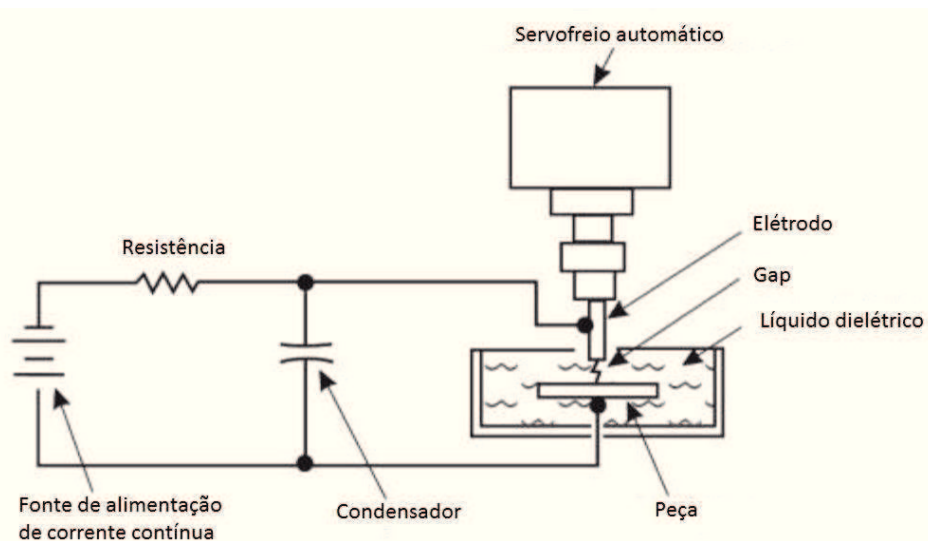 Servofreio automático
Elétrodo
Resistência
Gap
Líquido dielétrico
Fonte de alimentação
de corrente contínua
Condensador
Peça